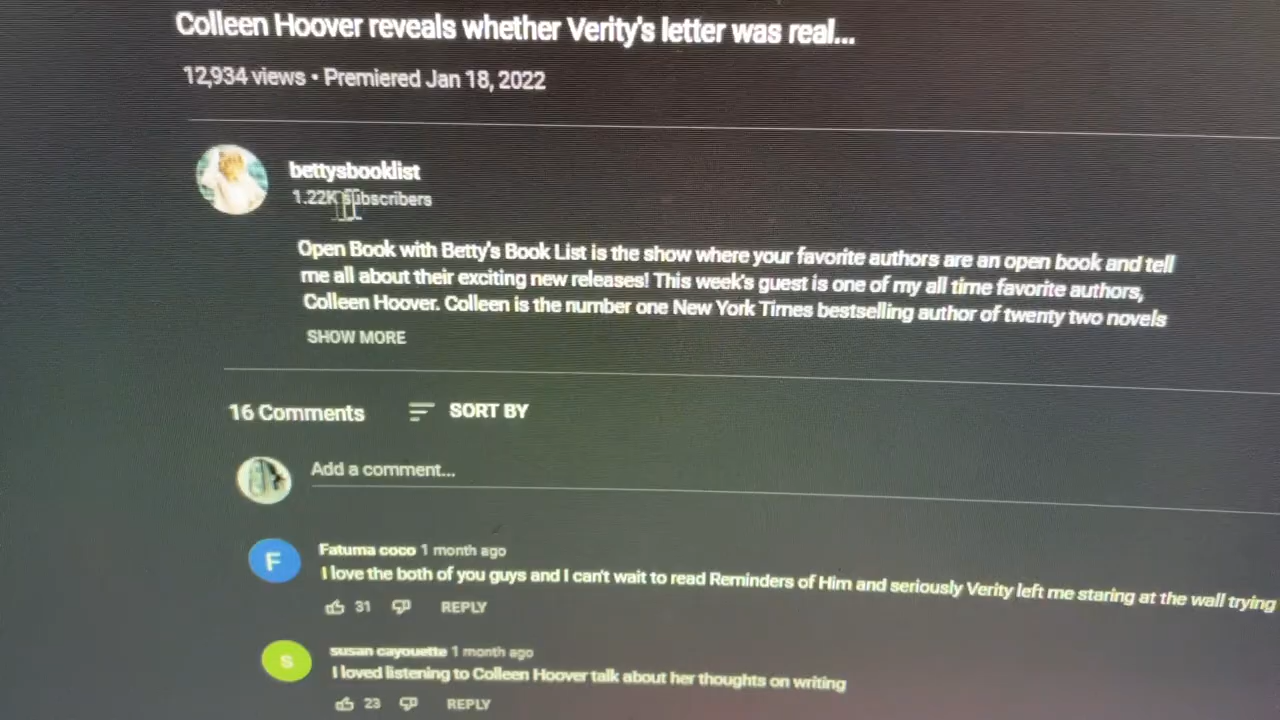 Colleen Hoover reveals whether Verity's letter was real...
12,934 views • Premiered Jan 18, 2022
bettysbooklist
1.22K subscribers
Open Book with Betty's Book List is the show where your favorite authors are an open book and tell
me all about their exciting new releases! This week's guest is one of my all time favorite authors,
Colleen Hoover. Colleen is the number one New York Times bestselling author of twenty two novels
SHOW MORE
16 Comments
SORT BY
Add a comment...
F
Fatuma coco 1 month ago
I love the both of you guys and I can't wait to read Reminders of Him and seriously Verity left me staring at the wall trying
31 REPLY
S
susan cayouette 1 month ago
I loved listening to Colleen Hoover talk about her thoughts on writing
23 REPLY